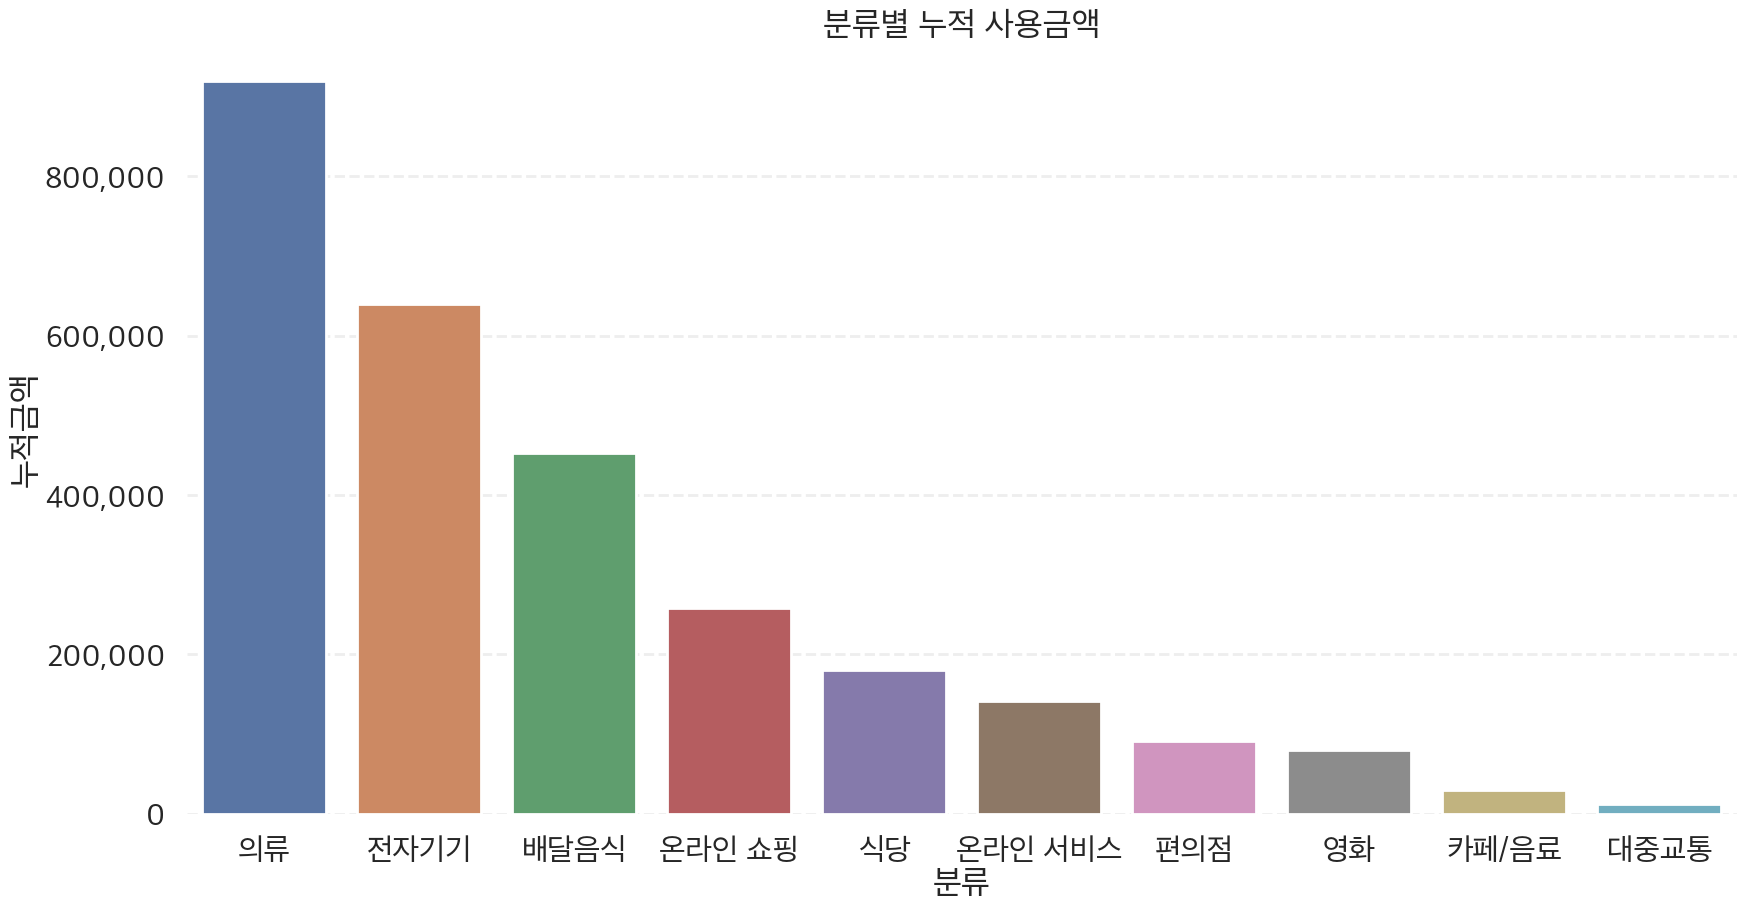 분류별 누적 사용금액
누적금액
800,000
600,000
400,000
200,000
0
의류 전자기기 배달음식 온라인 쇼핑 식당 온라인 서비스 편의점 영화 카페/음료 대중교통
분류